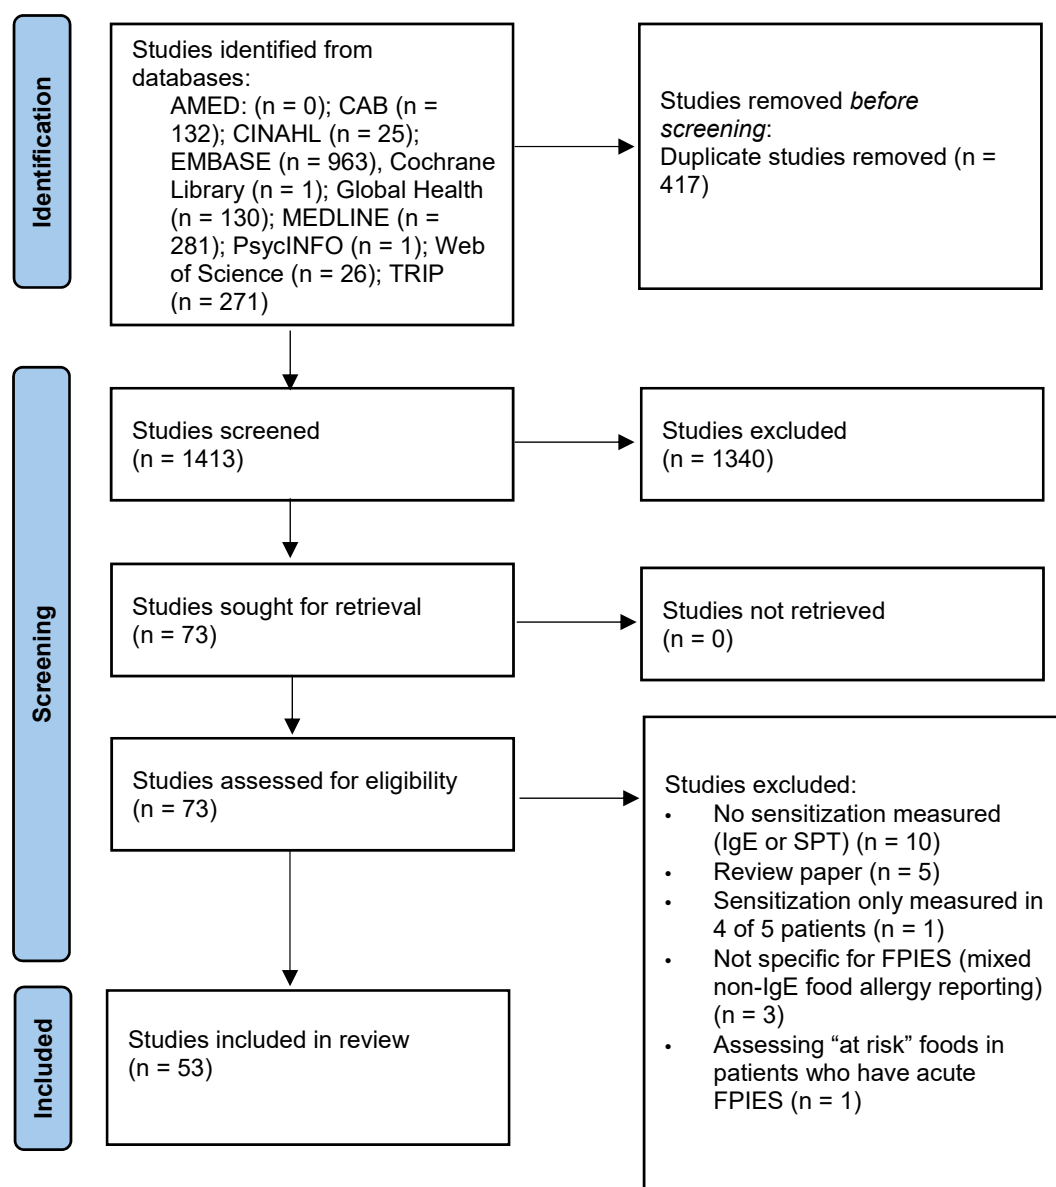 Identification
Studies identified from
databases:
AMED: (n = 0); CAB (n =
132); CINAHL (n = 25);
EMBASE (n = 963), Cochrane
Library (n = 1); Global Health
(n = 130); MEDLINE (n =
281); PsycINFO (n = 1); Web
of Science (n = 26); TRIP
(n = 271)
Studies removed before
screening:
Duplicate studies removed (n =
417)
Screening
Studies screened
(n = 1413)
Studies excluded
(n = 1340)
Studies sought for retrieval
(n = 73)
Studies not retrieved
(n = 0)
Studies assessed for eligibility
(n = 73)
Studies excluded:
• No sensitization measured
(IgE or SPT) (n = 10)
• Review paper (n = 5)
• Sensitization only measured in
4 of 5 patients (n = 1)
• Not specific for FPIES (mixed
non-IgE food allergy reporting)
(n = 3)
• Assessing “at risk” foods in
patients who have acute
FPIES (n = 1)
Included
Studies included in review
(n = 53)